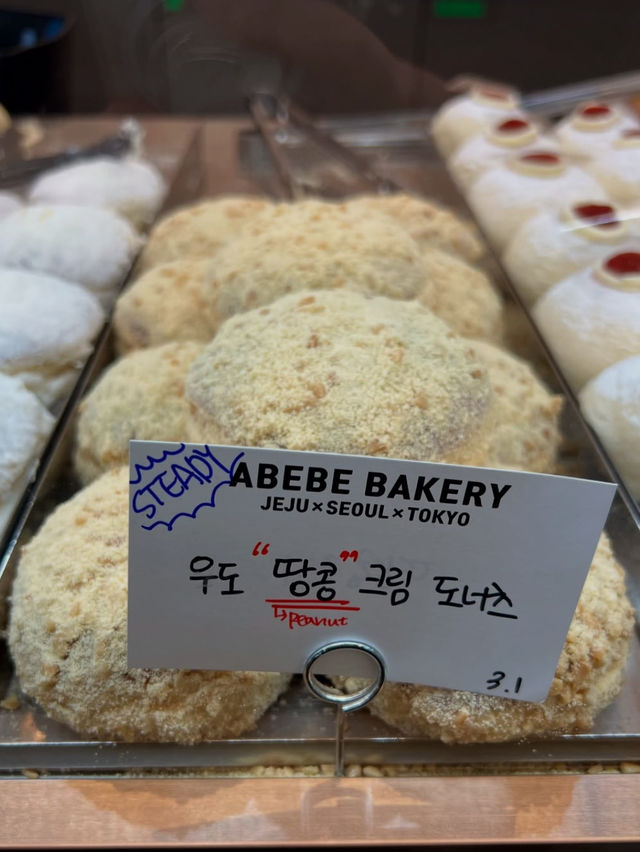 STEADY
ABEBE BAKERY
JEJU×SEOUL×TOKYO
우도 “땅콩” 크림 도너츠
↳peanut
3.1